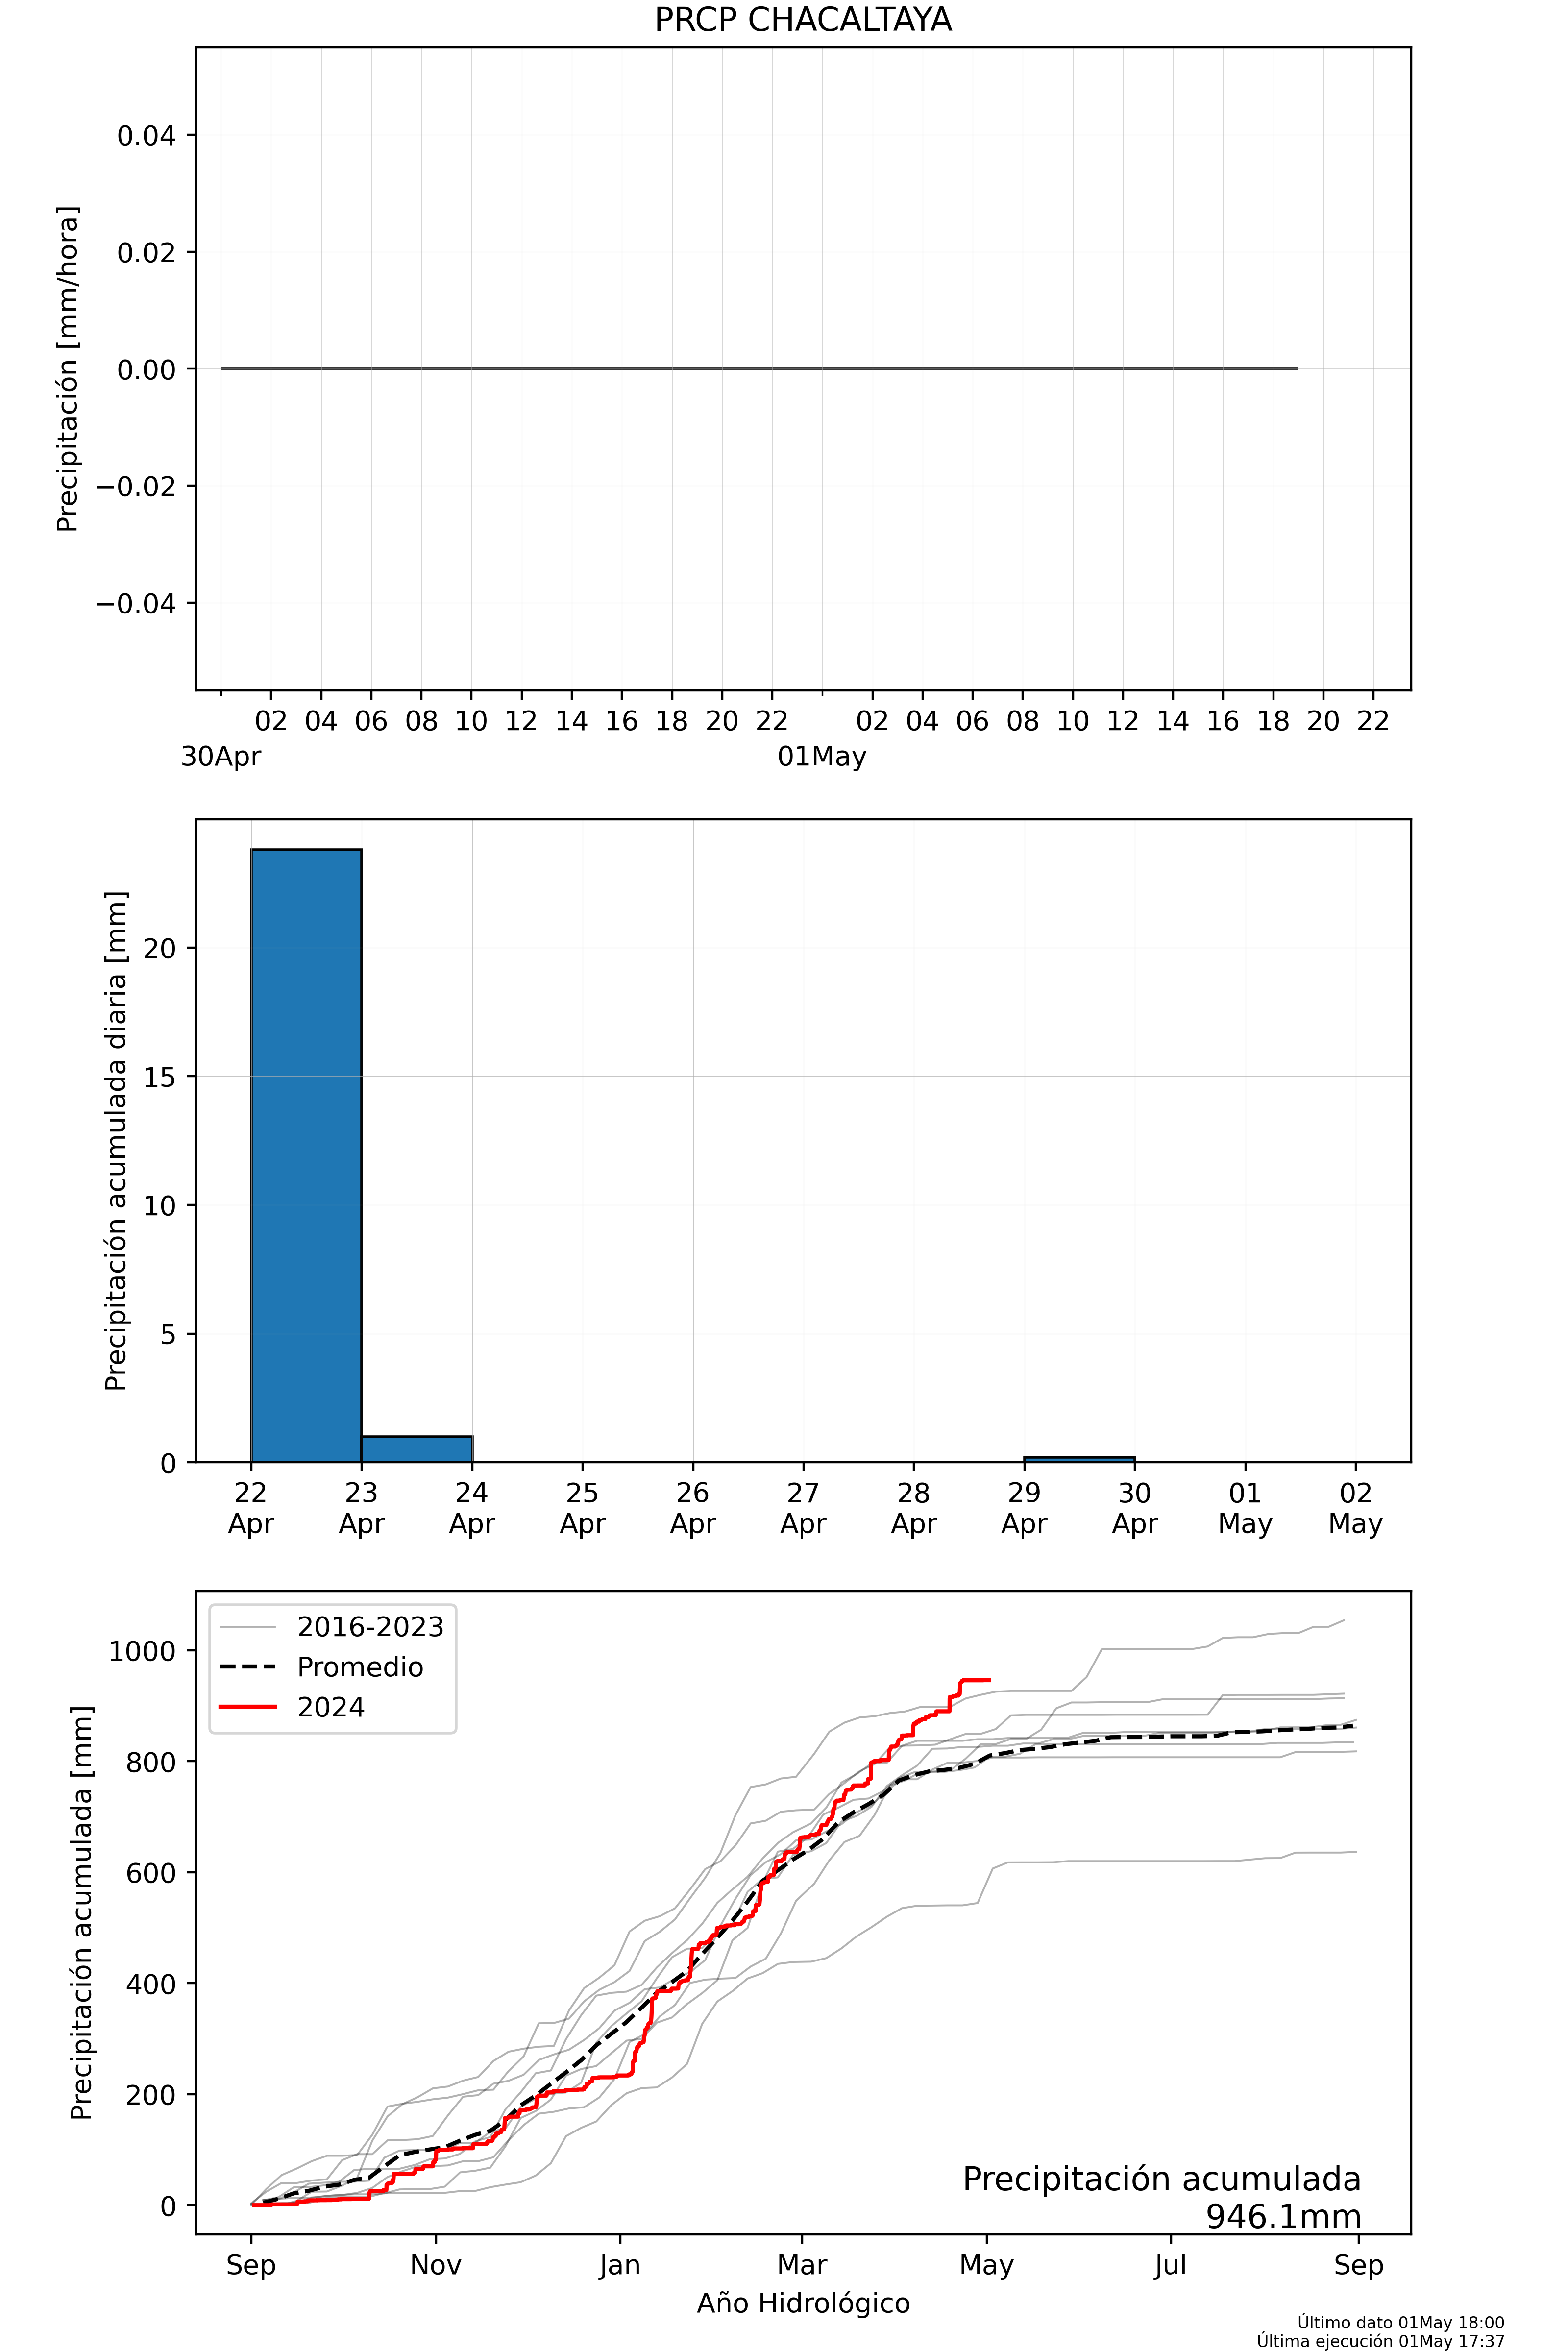 PRCP CHACALTAYA
Precipitación [mm/hora]
0.04
0.02
0.00
−0.02
−0.04
02 04 06 08 10 12 14 16 18 20 22 02 04 06 08 10 12 14 16 18 20 22
30Apr 01May
Precipitación acumulada diaria [mm]
20
15
10
5
0
22 23 24 25 26 27 28 29 30 01 02
Apr Apr Apr Apr Apr Apr Apr Apr Apr May May
Precipitación acumulada [mm]
1000
800
600
400
200
0
2016-2023
Promedio
2024
Precipitación acumulada
946.1mm
Sep Nov Jan Mar May Jul Sep
Año Hidrológico
Último dato 01May 18:00
Última ejecución 01May 17:37